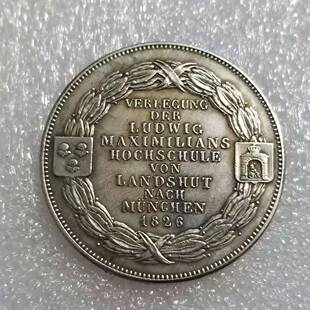 VERLEGUNG
DER
LUDWIG
MAXIMILIANS
HOCHSCHULE
VON
LANDSHUT
NACH
MÜNCHEN
1826